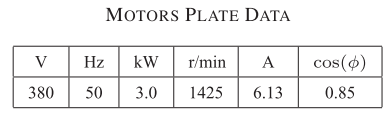 MOTORS PLATE DATA
V Hz kW r/min A cos(ϕ)
380 50 3.0 1425 6.13 0.85